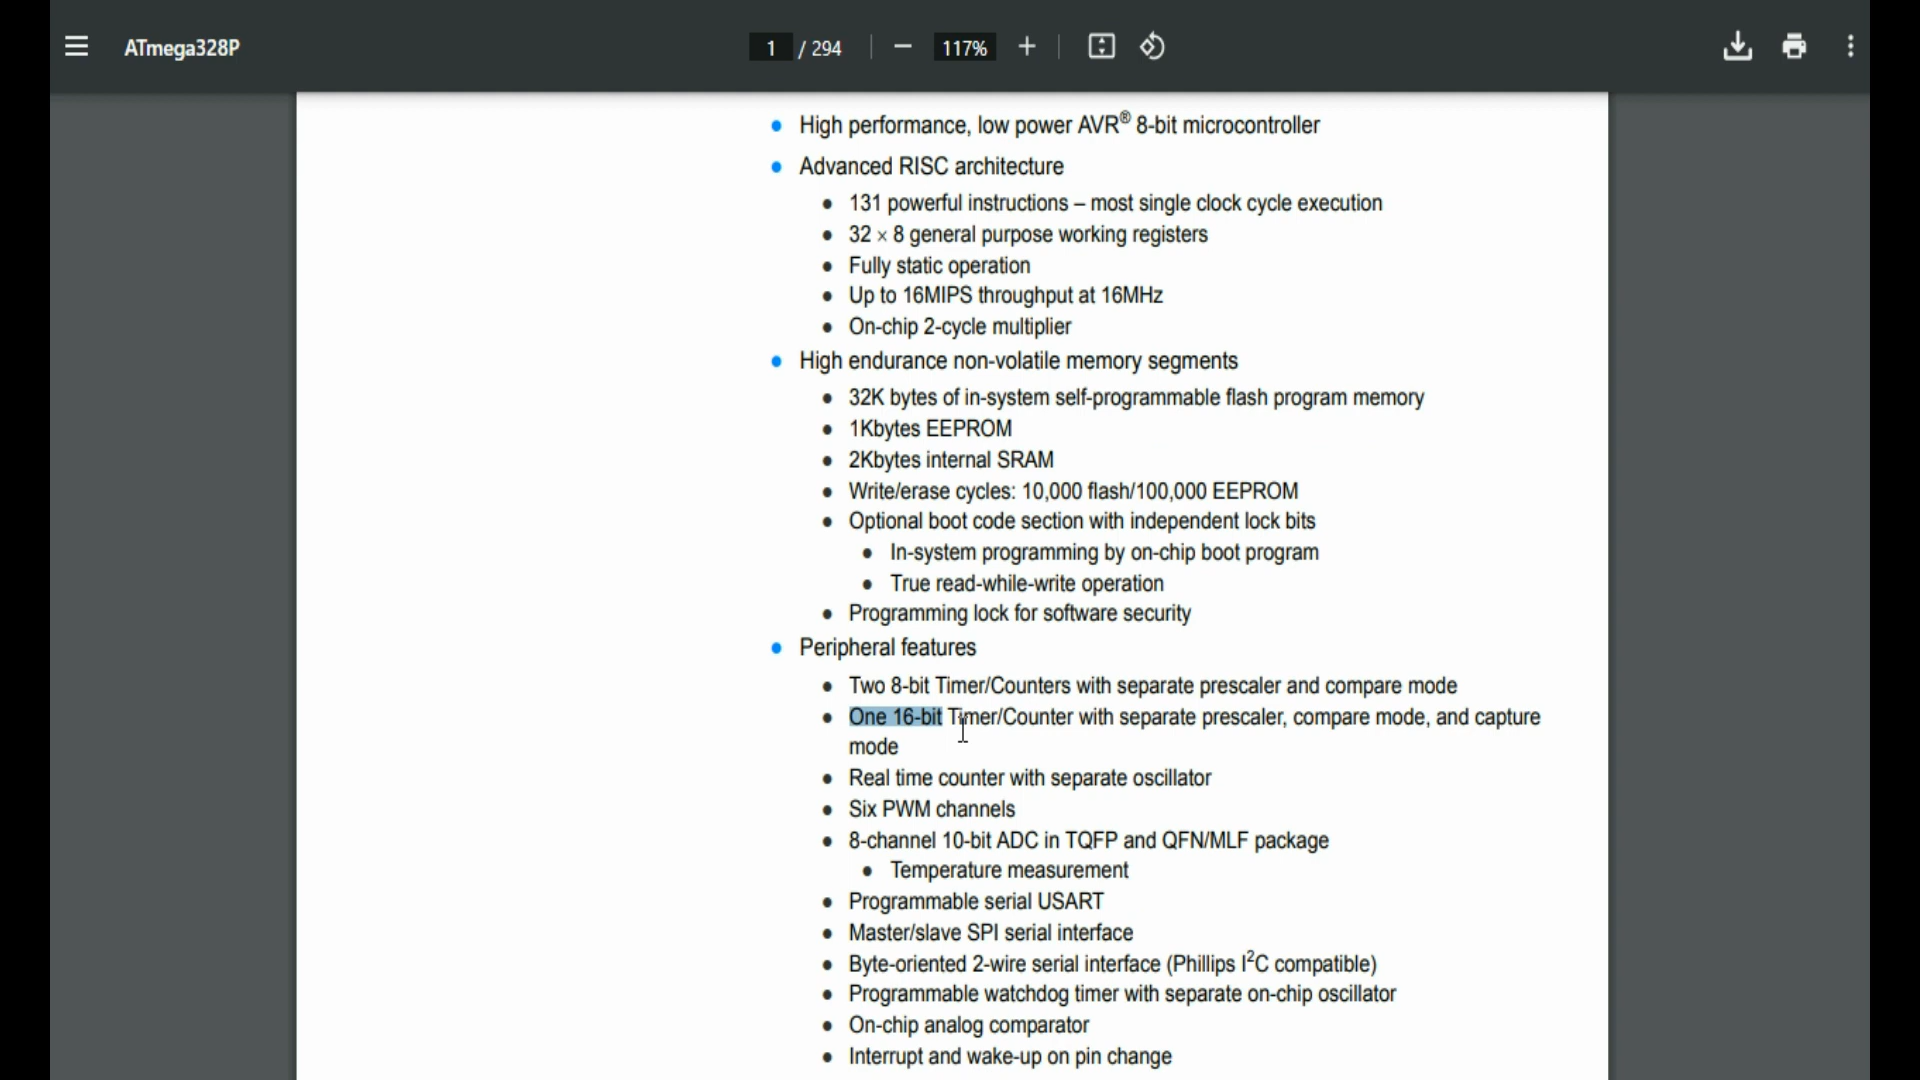 ATmega328P
1 / 294
117%
High performance, low power AVR® 8-bit microcontroller
Advanced RISC architecture
131 powerful instructions – most single clock cycle execution
32 × 8 general purpose working registers
Fully static operation
Up to 16MIPS throughput at 16MHz
On-chip 2-cycle multiplier
High endurance non-volatile memory segments
32K bytes of in-system self-programmable flash program memory
1Kbytes EEPROM
2Kbytes internal SRAM
Write/erase cycles: 10,000 flash/100,000 EEPROM
Optional boot code section with independent lock bits
In-system programming by on-chip boot program
True read-while-write operation
Programming lock for software security
Peripheral features
Two 8-bit Timer/Counters with separate prescaler and compare mode
One 16-bit Timer/Counter with separate prescaler, compare mode, and capture
mode
Real time counter with separate oscillator
Six PWM channels
8-channel 10-bit ADC in TQFP and QFN/MLF package
Temperature measurement
Programmable serial USART
Master/slave SPI serial interface
Byte-oriented 2-wire serial interface (Phillips I²C compatible)
Programmable watchdog timer with separate on-chip oscillator
On-chip analog comparator
Interrupt and wake-up on pin change